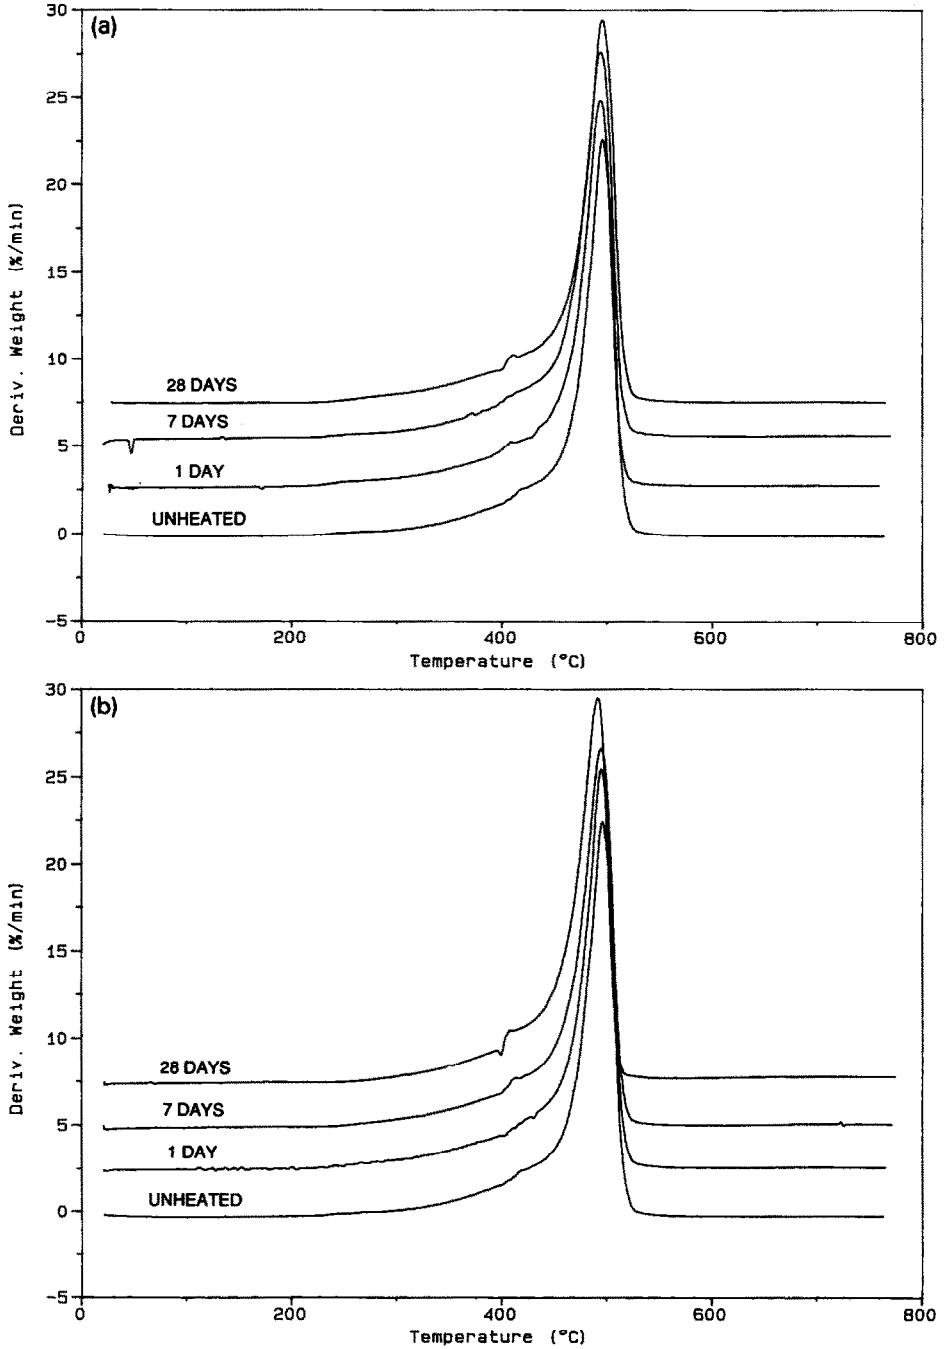 (a)
30
25
20
15
10
5
0
-5
Deriv. Weight (%/min)
28 DAYS
7 DAYS
1 DAY
UNHEATED
0
200
400
600
800
Temperature (°C)
(b)
30
25
20
15
10
5
0
-5
Deriv. Weight (%/min)
28 DAYS
7 DAYS
1 DAY
UNHEATED
0
200
400
600
800
Temperature (°C)